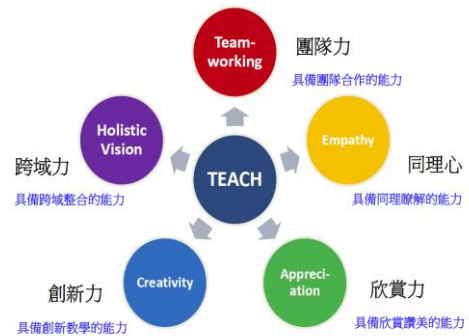 Team-
working
團隊力
具備團隊合作的能力
Holistic
Vision
跨域力
具備跨域整合的能力
Empathy
同理心
具備同理瞭解的能力
TEACH
Creativity
創新力
具備創新教學的能力
Appreci-
ation
欣賞力
具備欣賞讚美的能力